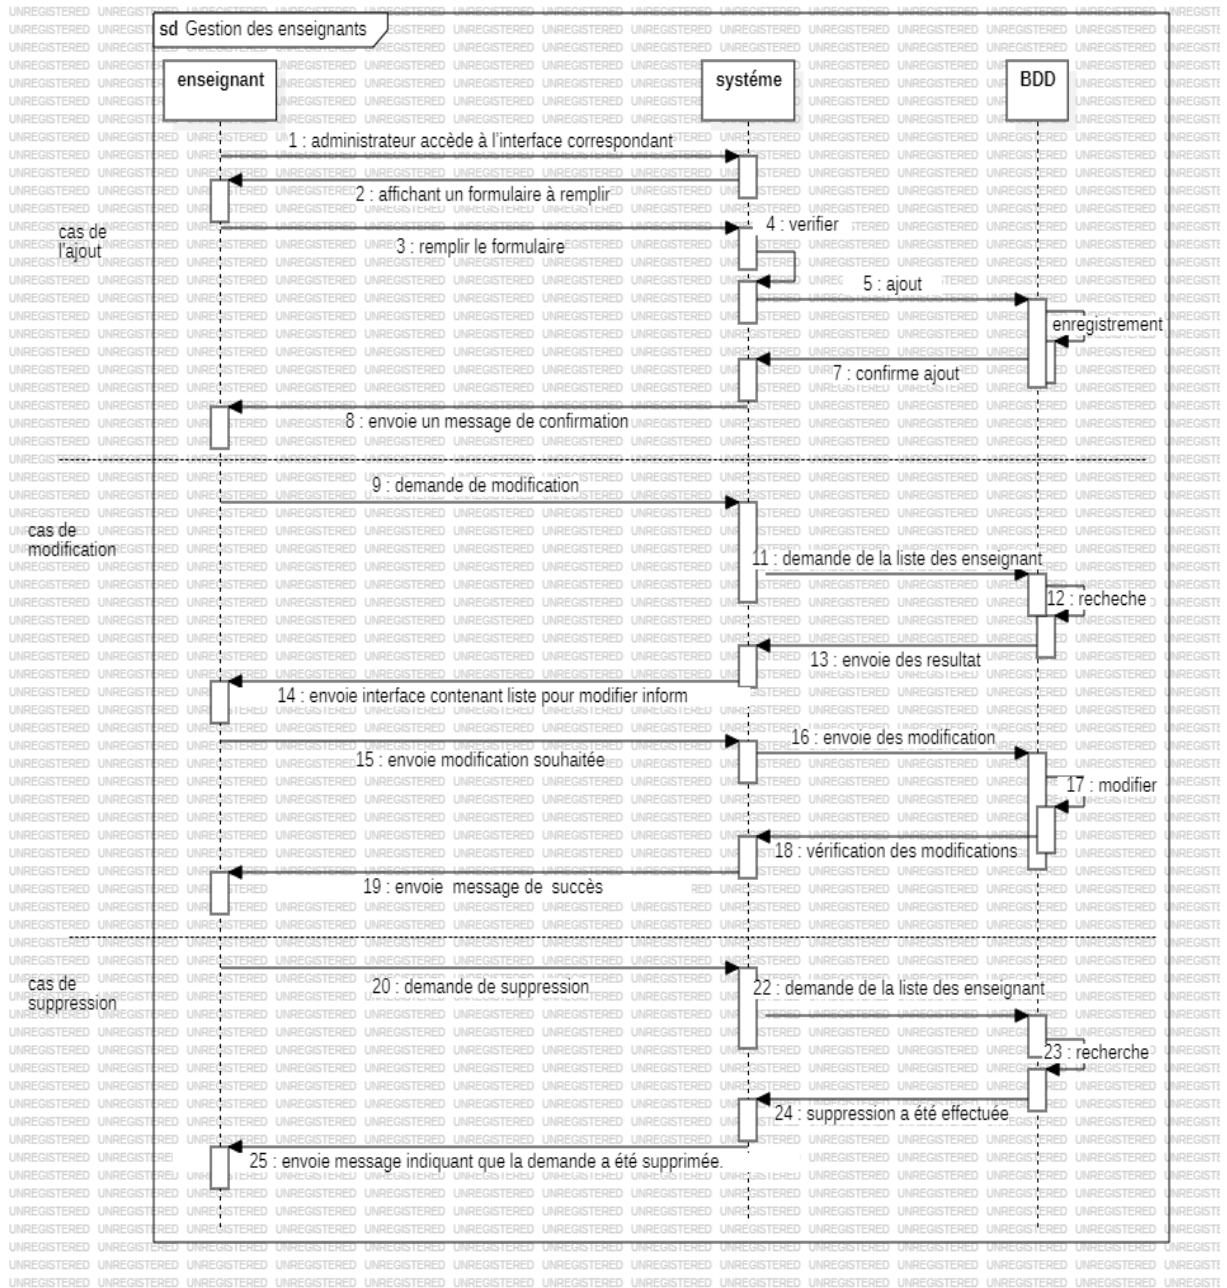 sd Gestion des enseignants
enseignant
systéme
BDD
1 : administrateur accède à l'interface correspondant
2 : affichant un formulaire à remplir
cas de
l'ajout
3 : remplir le formulaire
4 : verifier
5 : ajout
enregistrement
7 : confirme ajout
8 : envoie un message de confirmation
9 : demande de modification
cas de
modification
11 : demande de la liste des enseignant
12 : recheche
13 : envoie des resultat
14 : envoie interface contenant liste pour modifier inform
15 : envoie modification souhaitée
16 : envoie des modification
17 : modifier
18 : vérification des modifications
19 : envoie message de succès
cas de
suppression
20 : demande de suppression
22 : demande de la liste des enseignant
23 : recherche
24 : suppression a été effectuée
25 : envoie message indiquant que la demande a été supprimée.
UNREGISTERED